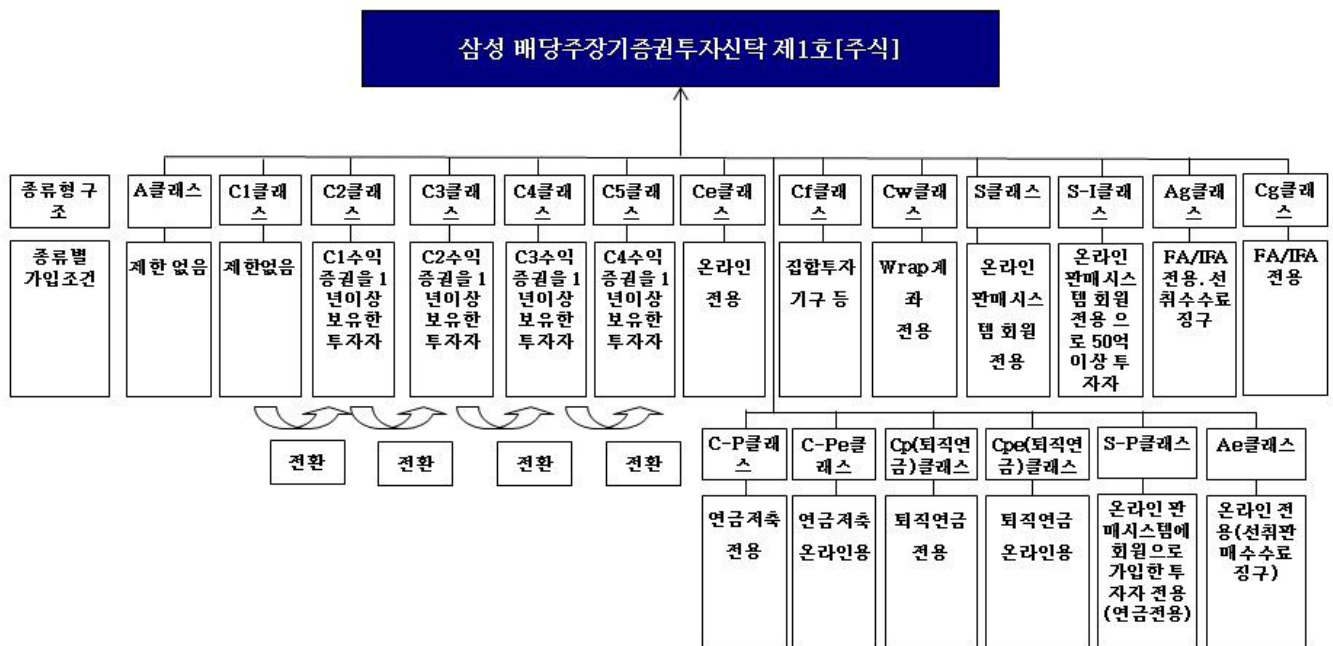 삼성 배당주장기증권투자신탁 제1호[주식]
종류형 구
조
A클래스
C1클래
스
C2클래
스
C3클래
스
C4클래
스
C5클래
스
Ce클래
스
Cf클래
스
Cw클래
스
S클래스
S-I클래
스
Ag클래
스
Cg클래
스
종류별
가입조건
제한 없음
제한없음
C1수익
증권을 1
년이상
보유한
투자자
C2수익
증권을 1
년이상
보유한
투자자
C3수익
증권을 1
년이상
보유한
투자자
C4수익
증권을 1
년이상
보유한
투자자
온라인
전용
집합투자
기구 등
Wrap계
좌
전용
온라인
판매시스
템 회원
전용
온라인
판매시스
템 회원
전용 으
로 50억
이상 투
자자
FA/IFA
전용. 선
취수수료
징구
FA/IFA
전용
전환
전환
전환
전환
C-P클래
스
C-Pe클
래스
Cp(퇴직연
금)클래스
Cpe(퇴직연
금)클래스
S-P클래스
Ae클래스
연금저축
전용
연금저축
온라인용
퇴직연금
전용
퇴직연금
온라인용
온라인 판
매시스템에
회원으로
가입한 투
자자 전용
(연금전용)
온라인 전
용(선취판
매수수료
징구)